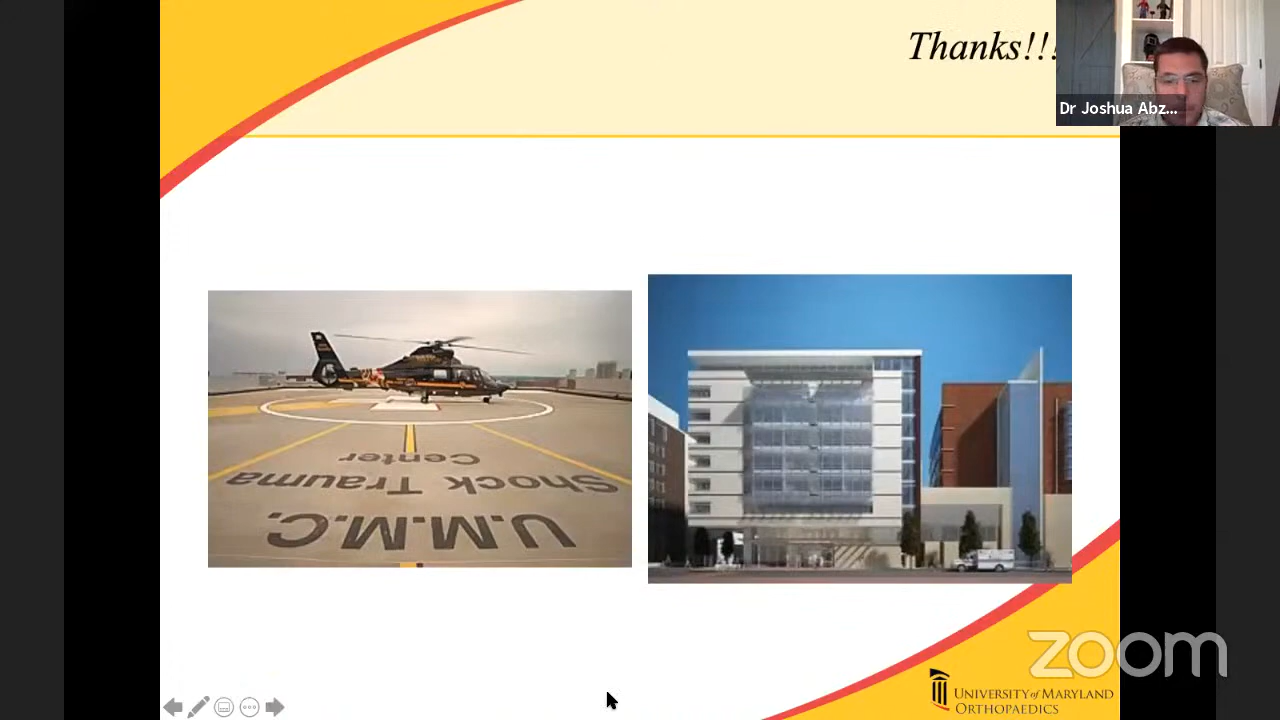 Thanks!!!
Dr Joshua Abz...
Center
Shock Trauma
U.M.M.C.
zoom
UNIVERSITY of MARYLAND
ORTHOPAEDICS